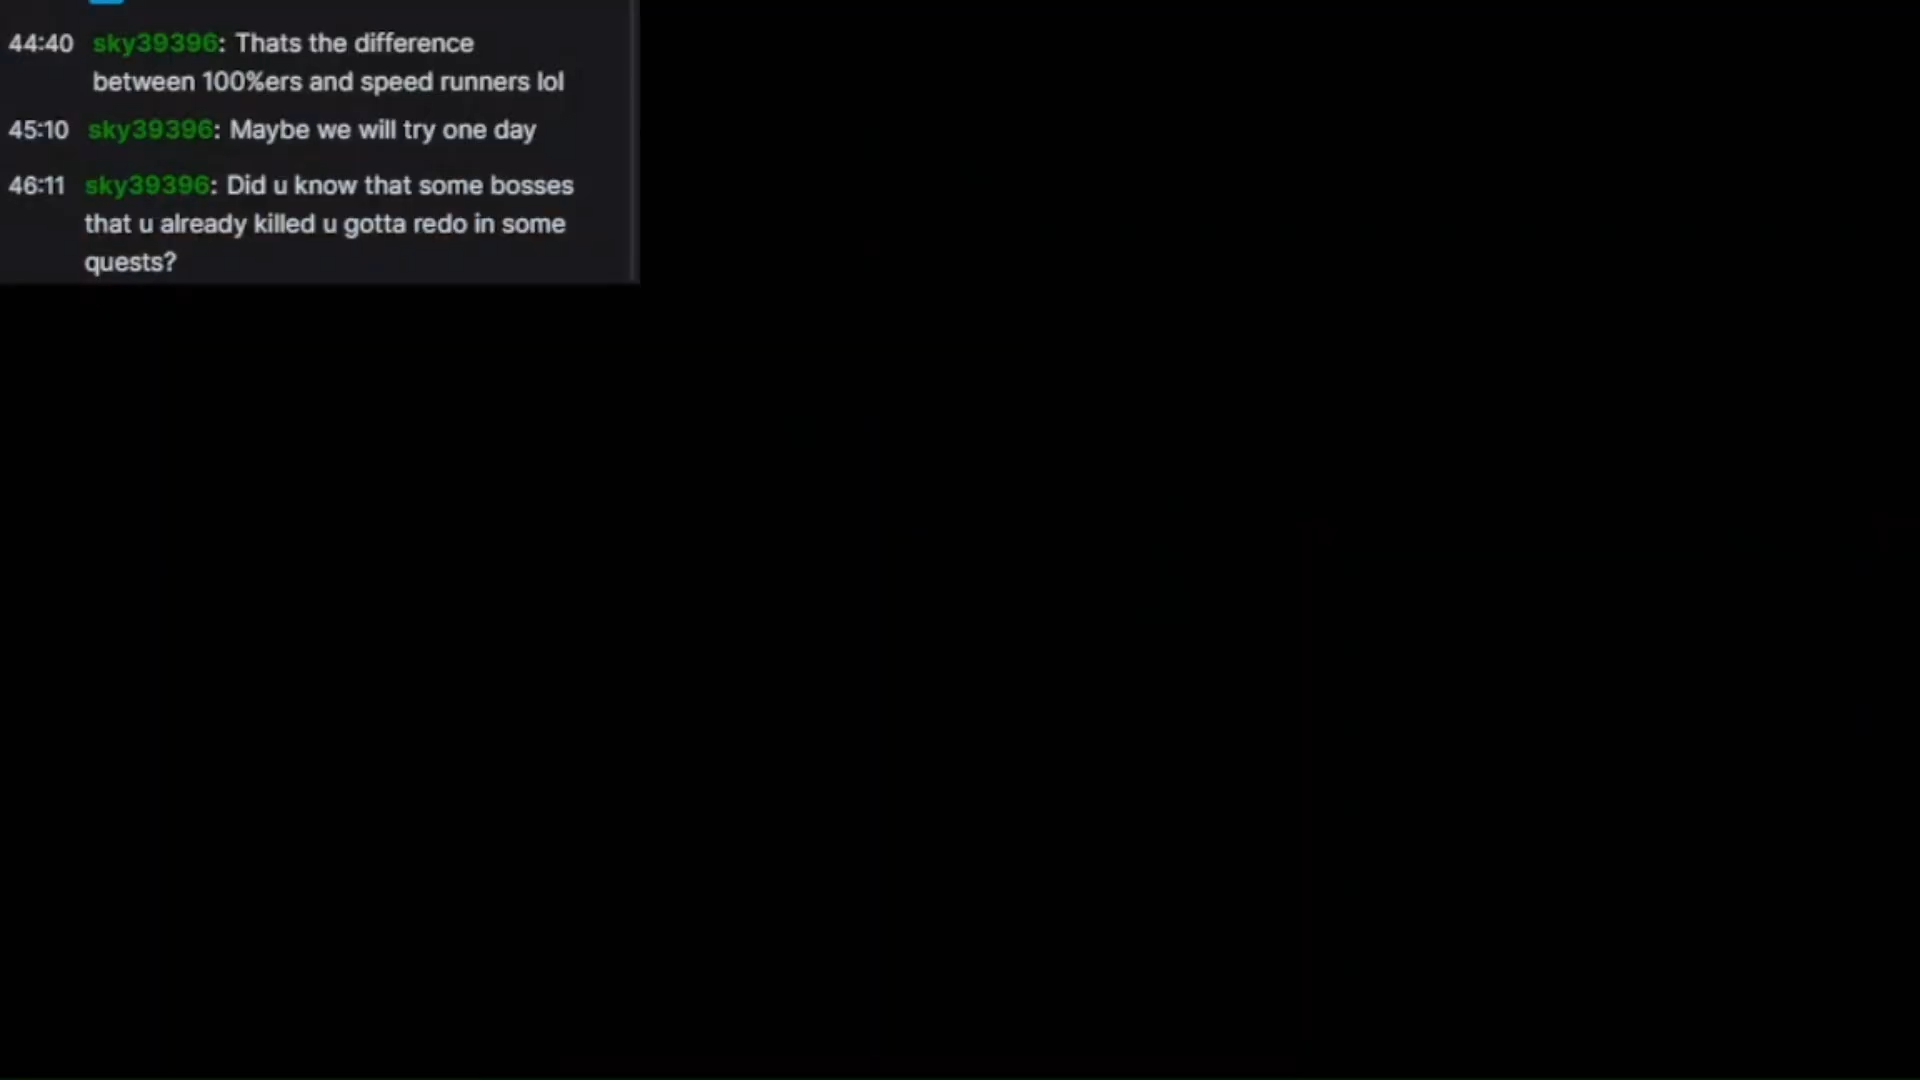 44:40 sky39396: Thats the difference
between 100%ers and speed runners lol
45:10 sky39396: Maybe we will try one day
46:11 sky39396: Did u know that some bosses
that u already killed u gotta redo in some
quests?